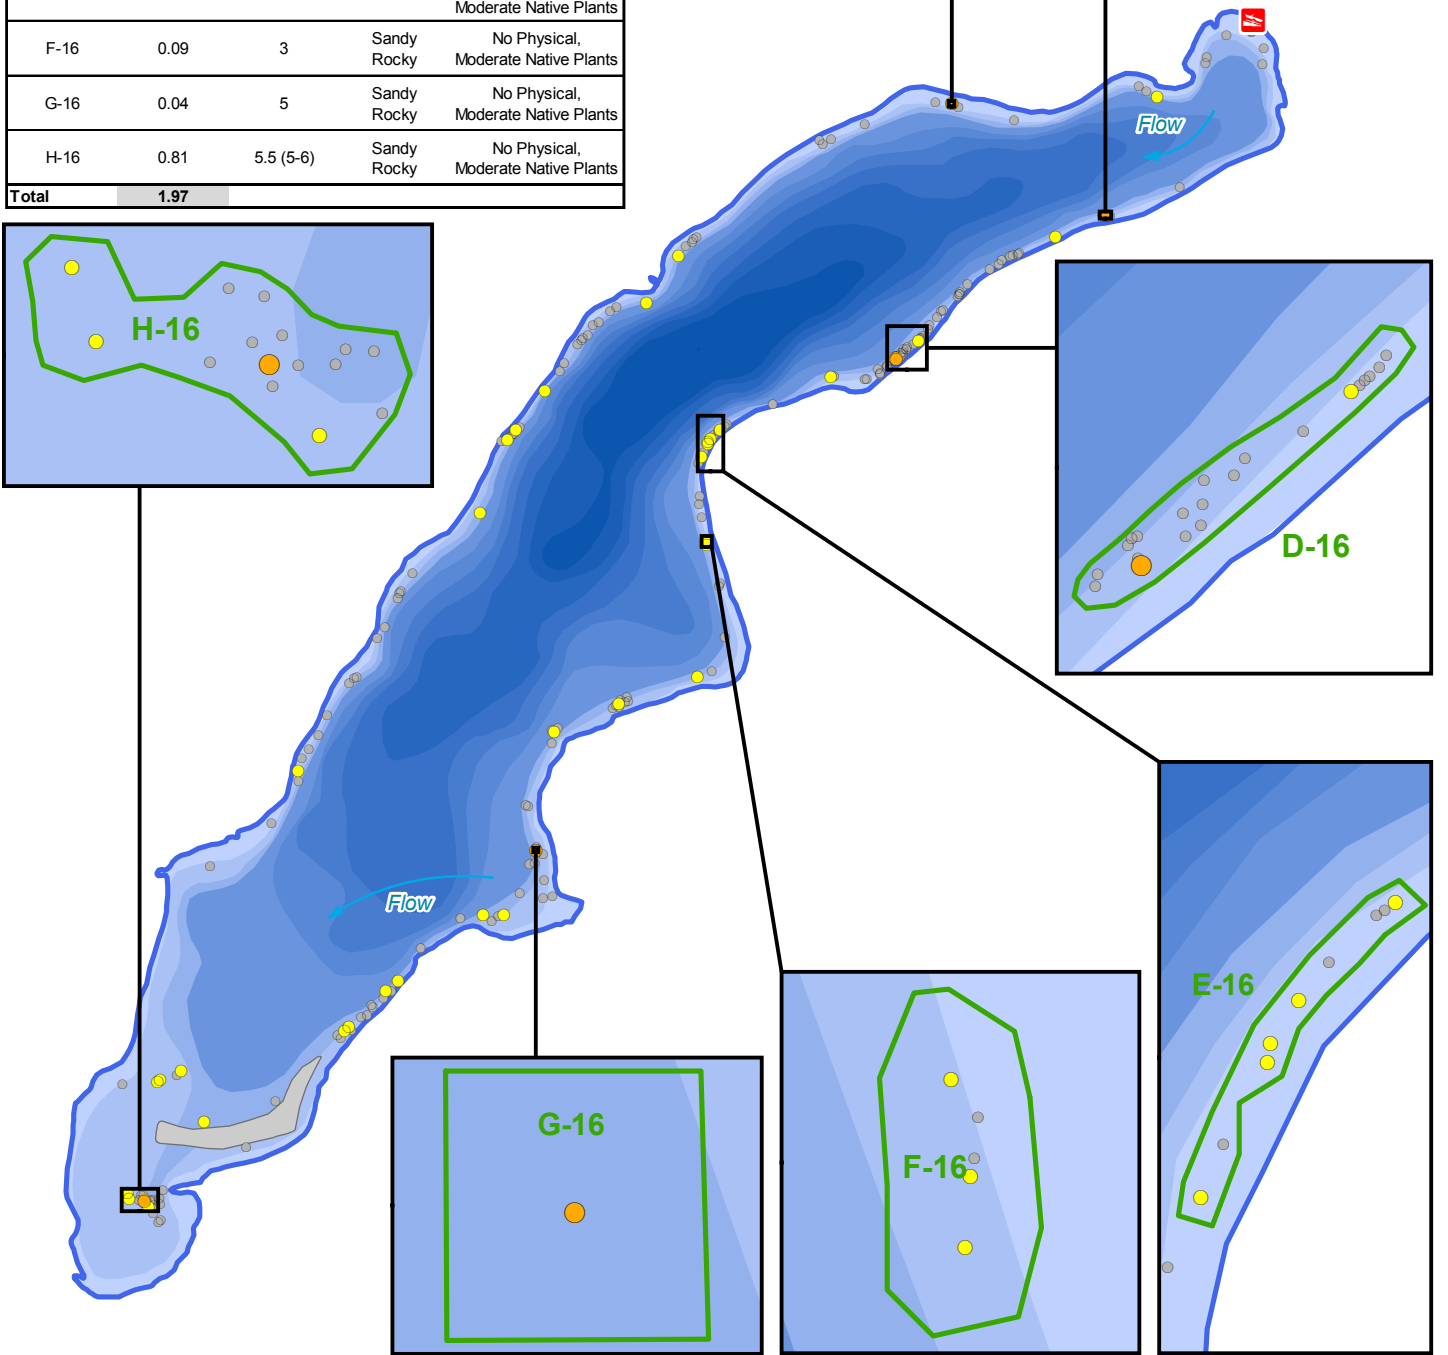 Moderate Native Plants
F-16 0.09 3 Sandy Rocky No Physical, Moderate Native Plants
G-16 0.04 5 Sandy Rocky No Physical, Moderate Native Plants
H-16 0.81 5.5 (5-6) Sandy Rocky No Physical, Moderate Native Plants
Total 1.97
Flow
H-16
D-16
E-16
Flow
G-16
F-16